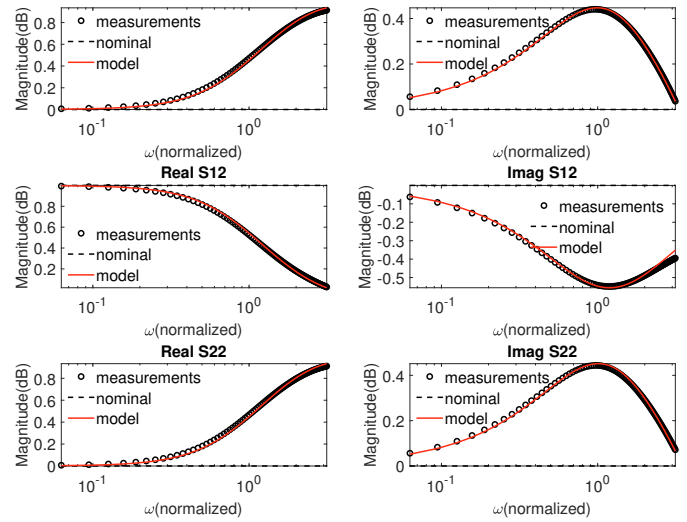 Magnitude(dB)
0.8
0.6
0.4
0.2
0
measurements
nominal
model
10^-1
10^0
ω(normalized)
Magnitude(dB)
0.4
0.2
0
measurements
nominal
model
10^-1
10^0
ω(normalized)
Real S12
Magnitude(dB)
0.8
0.6
0.4
0.2
measurements
nominal
model
10^-1
10^0
ω(normalized)
Imag S12
Magnitude(dB)
-0.1
-0.2
-0.3
-0.4
-0.5
measurements
nominal
model
10^-1
10^0
ω(normalized)
Real S22
Magnitude(dB)
0.8
0.6
0.4
0.2
0
measurements
nominal
model
10^-1
10^0
ω(normalized)
Imag S22
Magnitude(dB)
0.4
0.2
0
measurements
nominal
model
10^-1
10^0
ω(normalized)